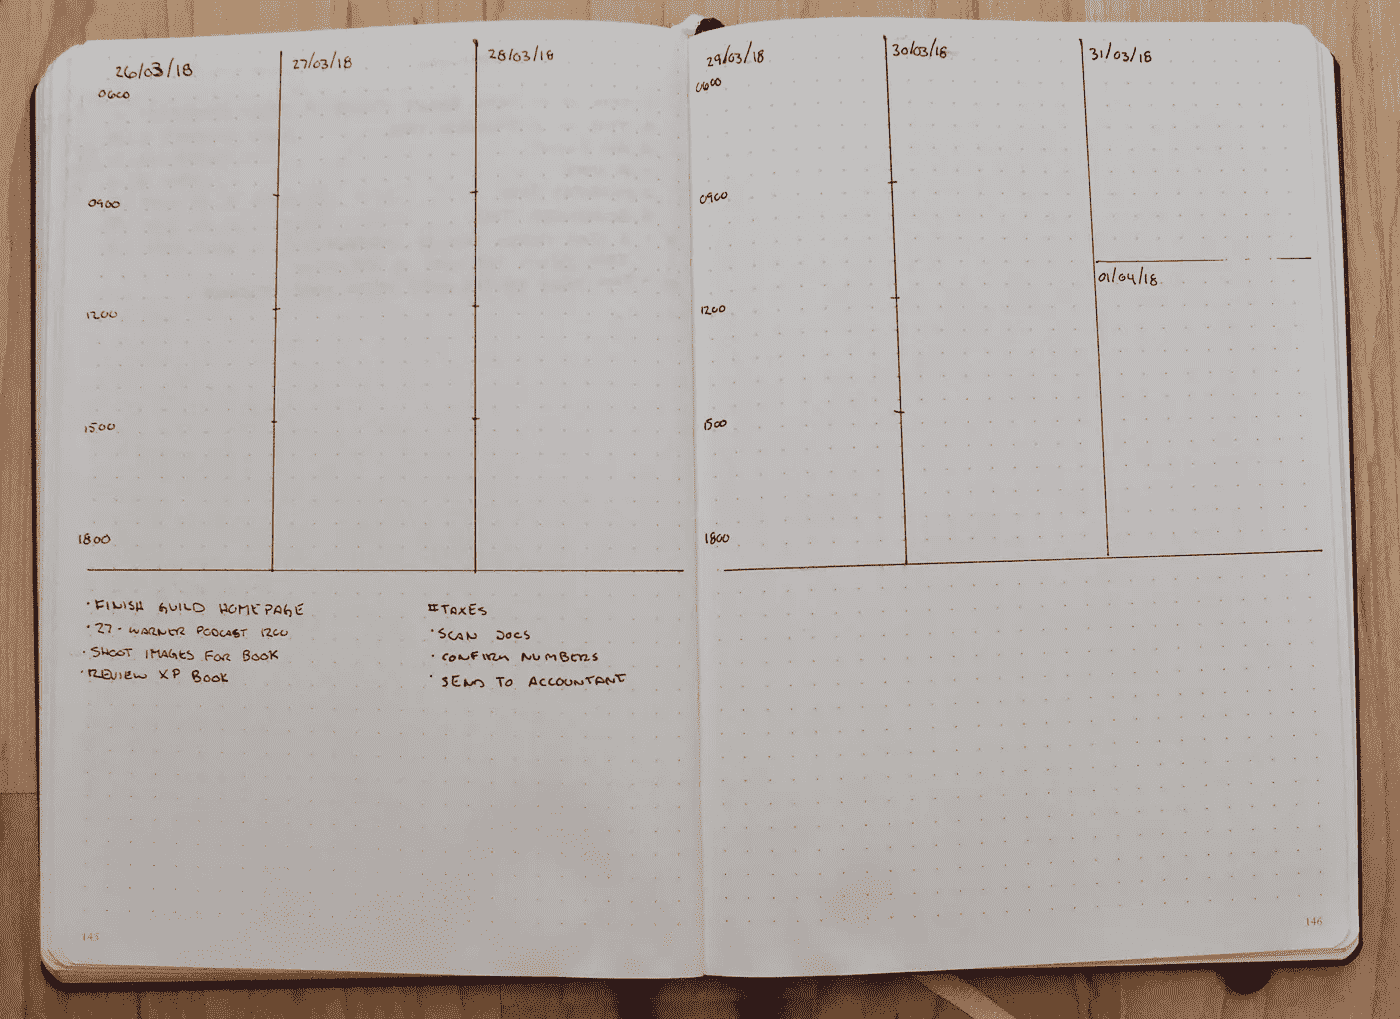 26/03/18
27/03/18
28/03/18
0600
0900
1200
1500
1800
· FINISH GUILD HOMEPAGE
· 27 - WARNER PODCAST 1200
· SHOOT IMAGES FOR BOOK
· REVIEW XP BOOK
#TAXES
· SCAN DOCS
· CONFIRM NUMBERS
· SEND TO ACCOUNTANT
145
29/03/18
30/03/18
31/03/18
0600
0900
01/04/18
1200
1500
1800
146